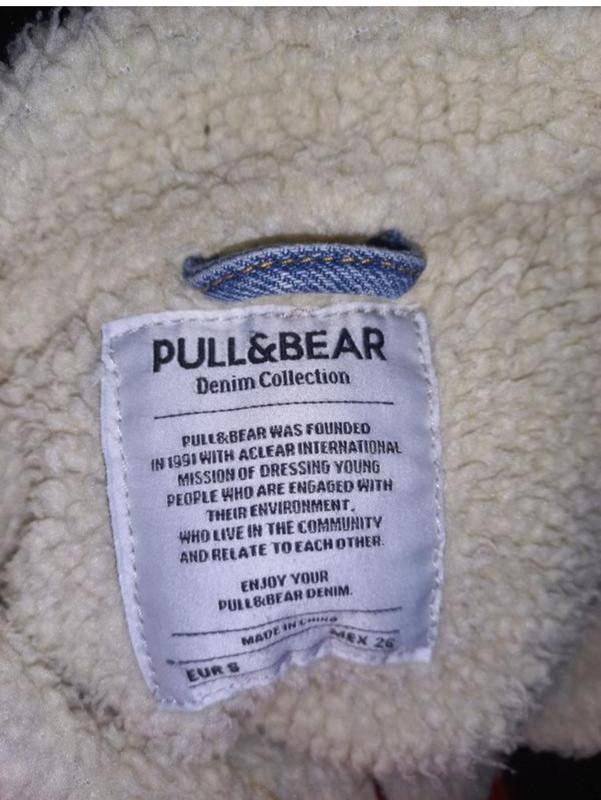 PULL&BEAR
Denim Collection
PULL&BEAR WAS FOUNDED
IN 1991 WITH ACLEAR INTERNATIONAL
MISSION OF DRESSING YOUNG
PEOPLE WHO ARE ENGAGED WITH
THEIR ENVIRONMENT.
WHO LIVE IN THE COMMUNITY
AND RELATE TO EACH OTHER.
ENJOY YOUR
PULL&BEAR DENIM.
MADE IN CHINA
EUR S MEX 26